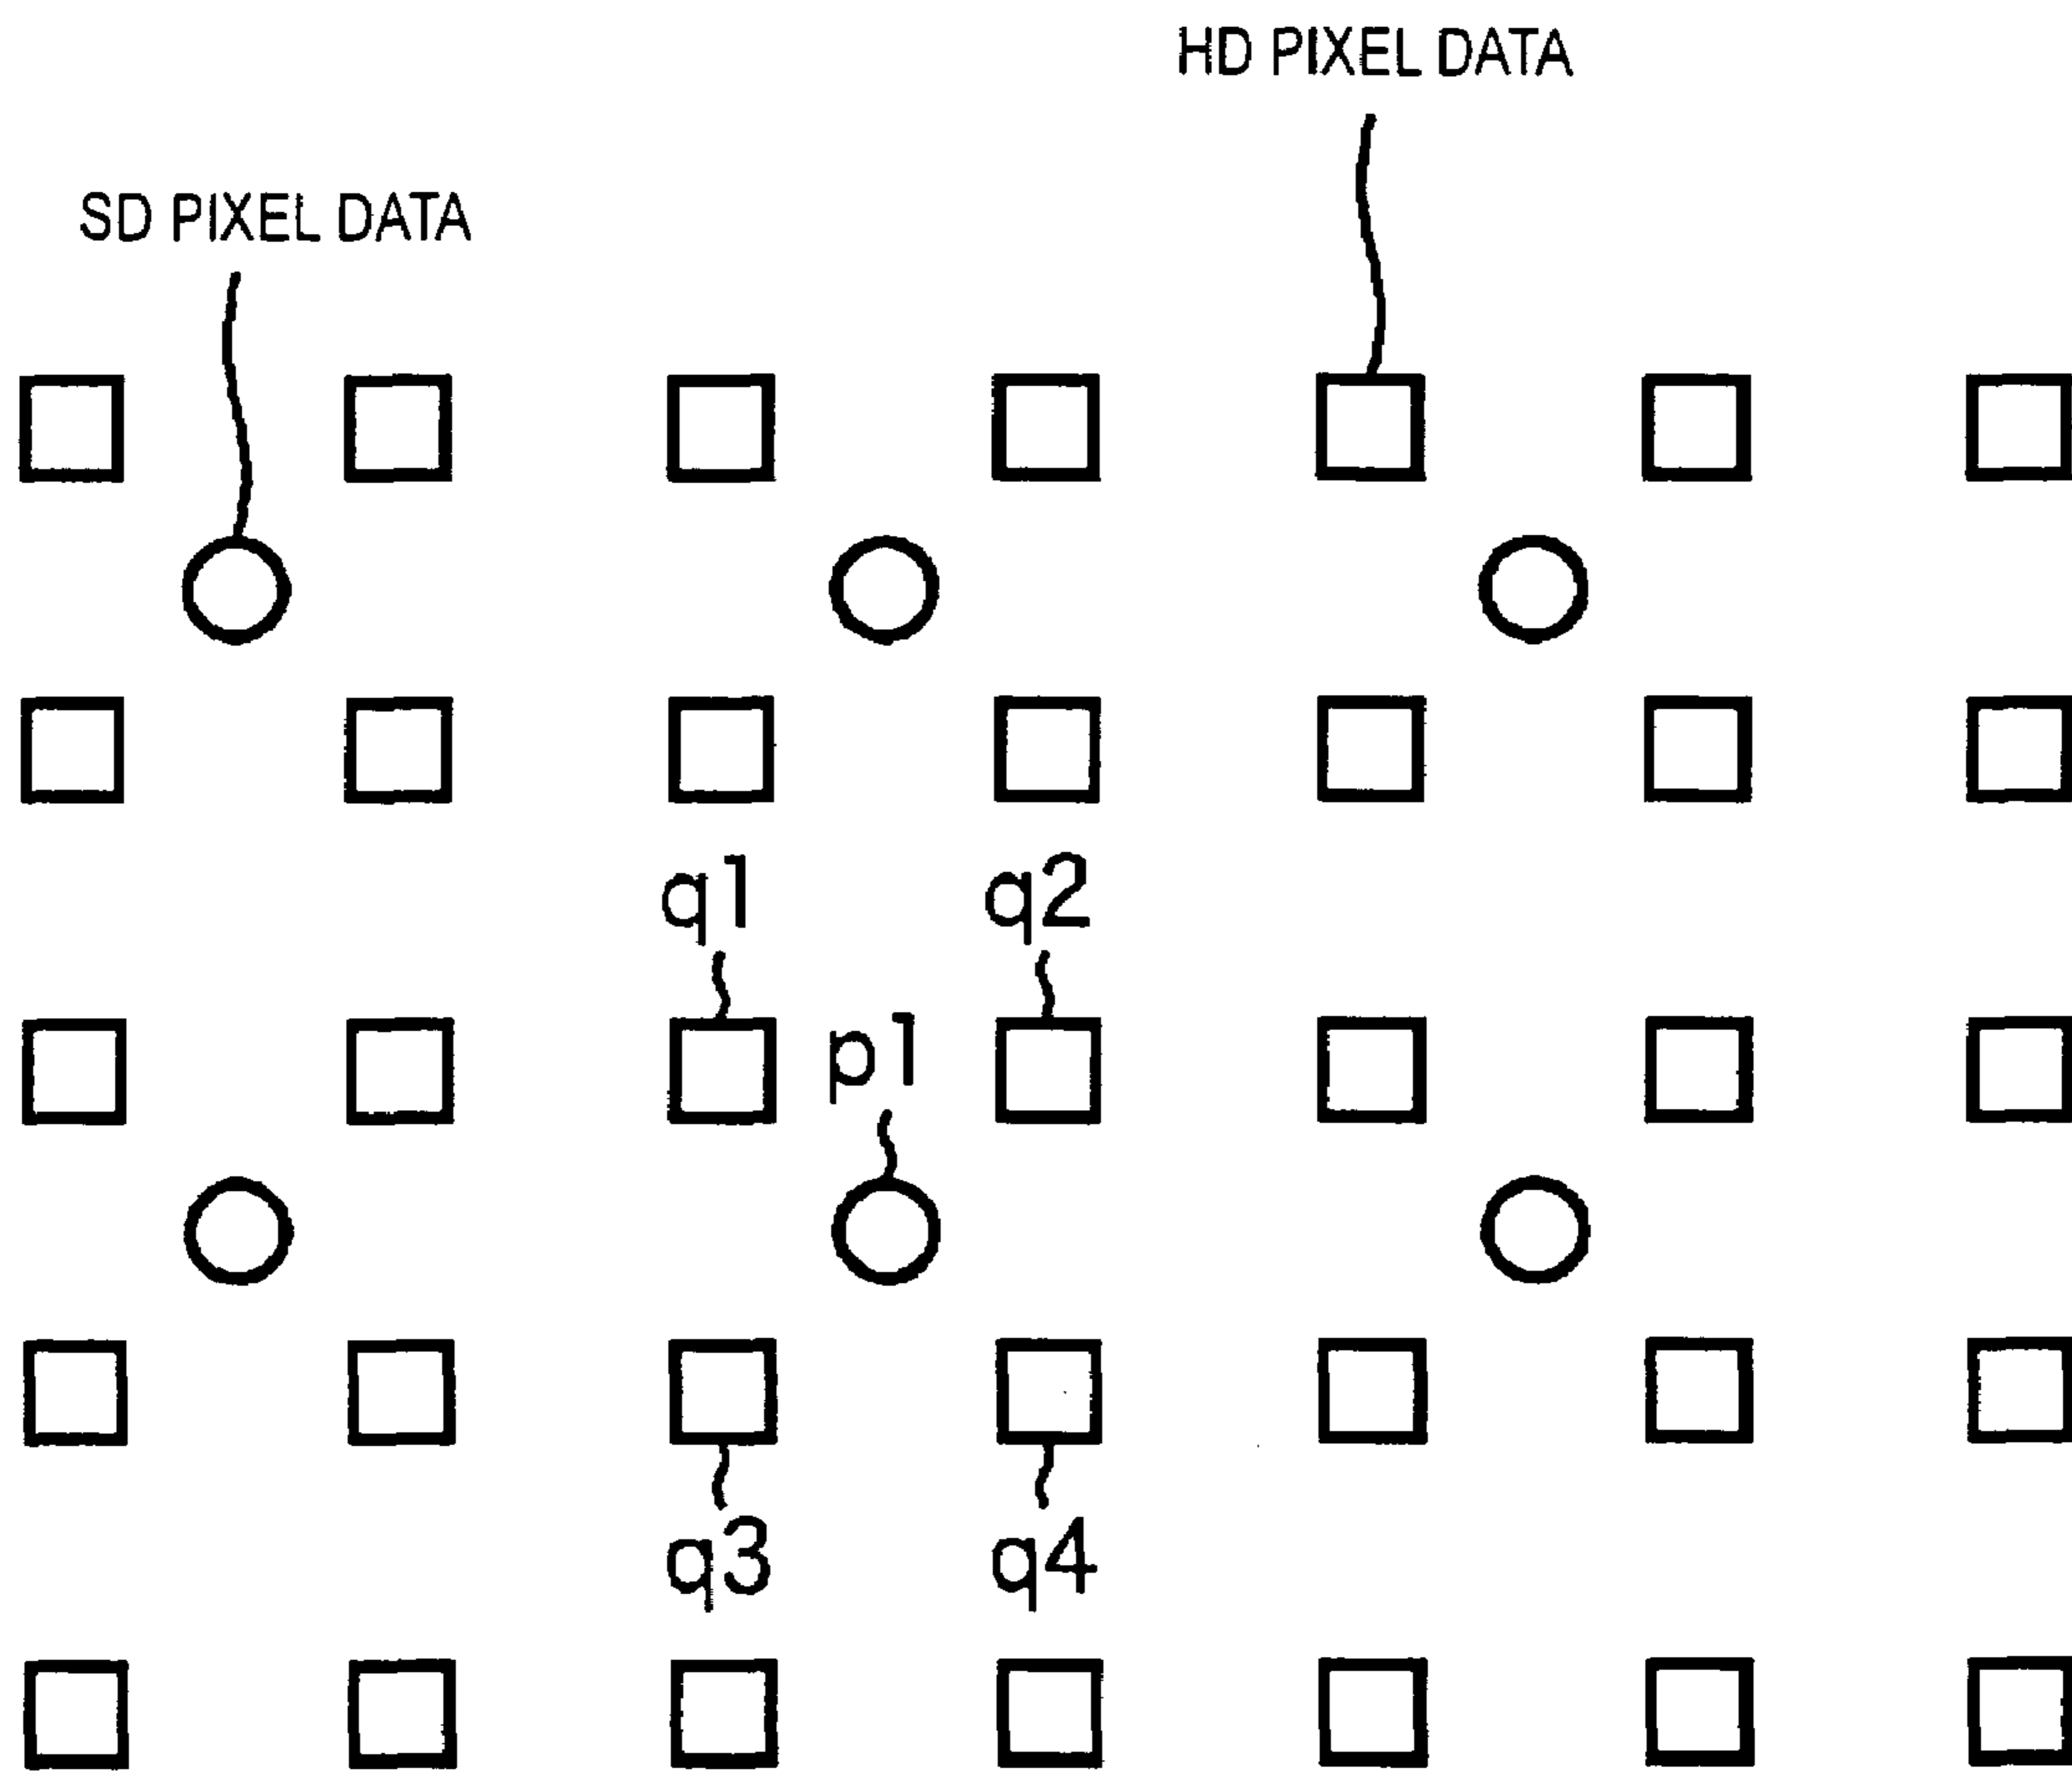 HD PIXEL DATA
SD PIXEL DATA
q1 q2
p1
q3 q4